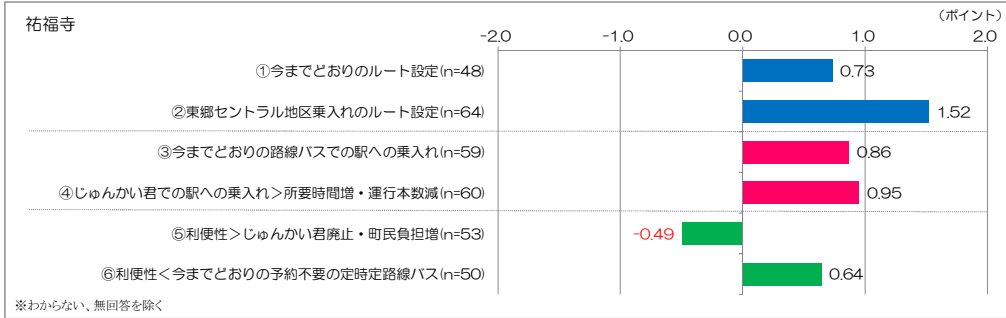 祐福寺
(ポイント)
-2.0 -1.0 0.0 1.0 2.0
①今までどおりのルート設定(n=48) 0.73
②東郷セントラル地区乗入れのルート設定(n=64) 1.52
③今までどおりの路線バスでの駅への乗入れ(n=59) 0.86
④じゅんかい君での駅への乗入れ>所要時間増・運行本数減(n=60) 0.95
⑤利便性>じゅんかい君廃止・町民負担増(n=53) -0.49
⑥利便性<今までどおりの予約不要の定時定路線バス(n=50) 0.64
※わからない、無回答を除く